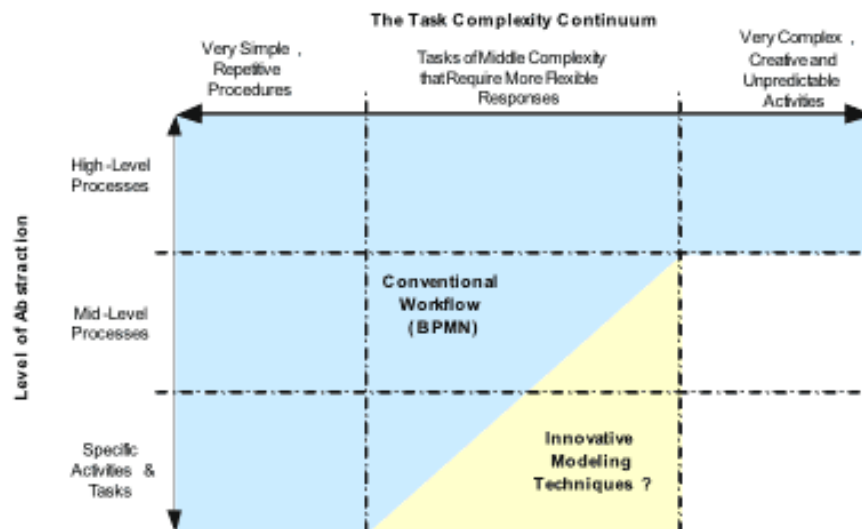 The Task Complexity Continuum
Very Simple ,
Repetitive
Procedures
Tasks of Middle Complexity
that Require More Flexible
Responses
Very Complex ,
Creative and
Unpredictable
Activities
Level of Abstraction
High-Level
Processes
Mid-Level
Processes
Specific
Activities &
Tasks
Conventional
Workflow
(BPMN)
Innovative
Modeling
Techniques ?